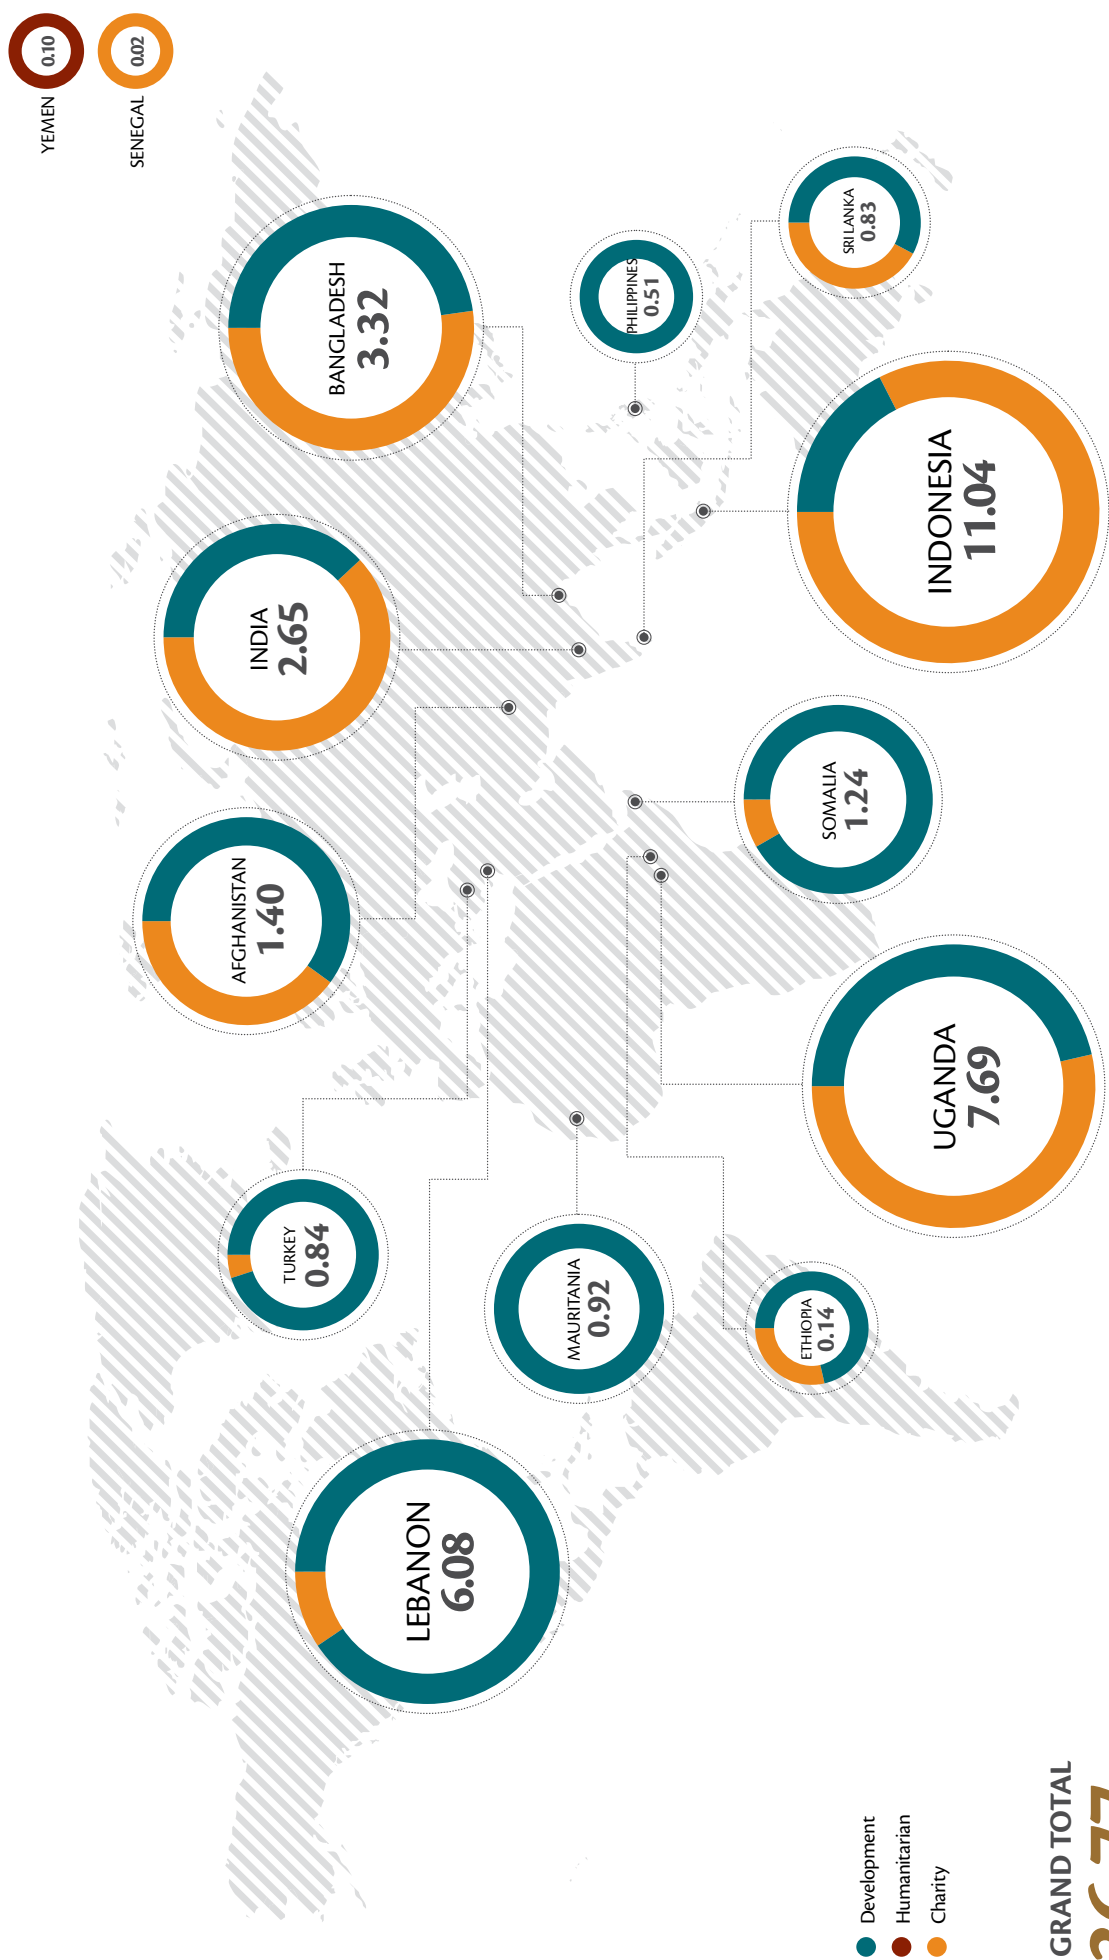 YEMEN 0.10
SENEGAL 0.02
LEBANON
6.08
TURKEY
0.84
AFGHANISTAN
1.40
INDIA
2.65
BANGLADESH
3.32
MAURITANIA
0.92
PHILIPPINES
0.51
ETHIOPIA
0.14
UGANDA
7.69
SOMALIA
1.24
INDONESIA
11.04
SRI LANKA
0.83
Development
Humanitarian
Charity
GRAND TOTAL